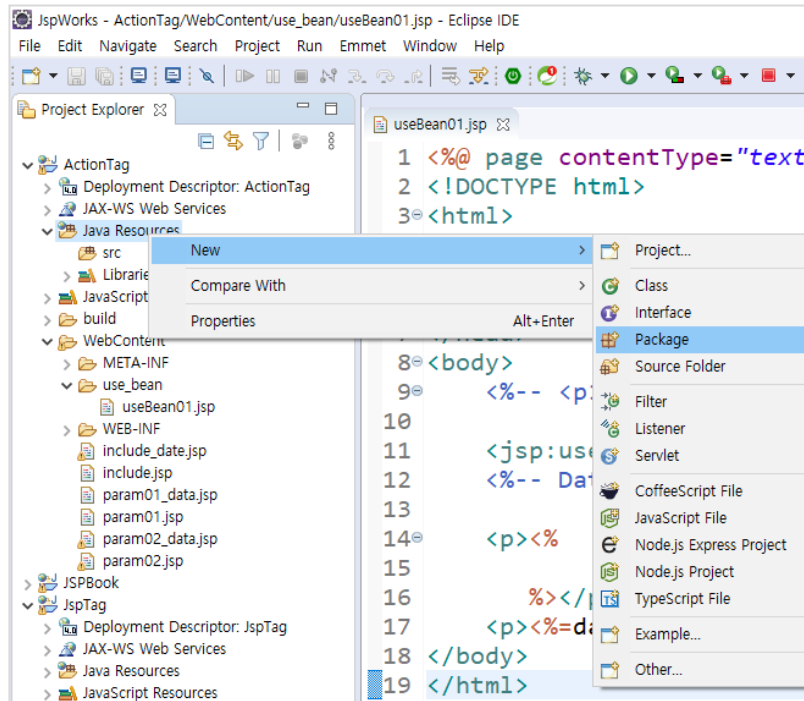 JspWorks - ActionTag/WebContent/use_bean/useBean01.jsp - Eclipse IDE
File Edit Navigate Search Project Run Emmet Window Help
Project Explorer
ActionTag
Deployment Descriptor: ActionTag
JAX-WS Web Services
Java Resources
src
Librarie
JavaScript
build
WebContent
META-INF
use_bean
useBean01.jsp
WEB-INF
include_date.jsp
include.jsp
param01_data.jsp
param01.jsp
param02_data.jsp
param02.jsp
JSPBook
JspTag
Deployment Descriptor: JspTag
JAX-WS Web Services
Java Resources
JavaScript Resources
New
Compare With
Properties Alt+Enter
useBean01.jsp
1 <%@ page contentType="text
2 <!DOCTYPE html>
3 <html>
8 <body>
9 <%-- <p>
10
11 <jsp:use
12 <%-- Dat
13
14 <p><%
15
16 %></p
17 <p><%=da
18 </body>
19 </html>
Project...
Class
Interface
Package
Source Folder
Filter
Listener
Servlet
CoffeeScript File
JavaScript File
Node.js Express Project
Node.js Project
TypeScript File
Example...
Other...